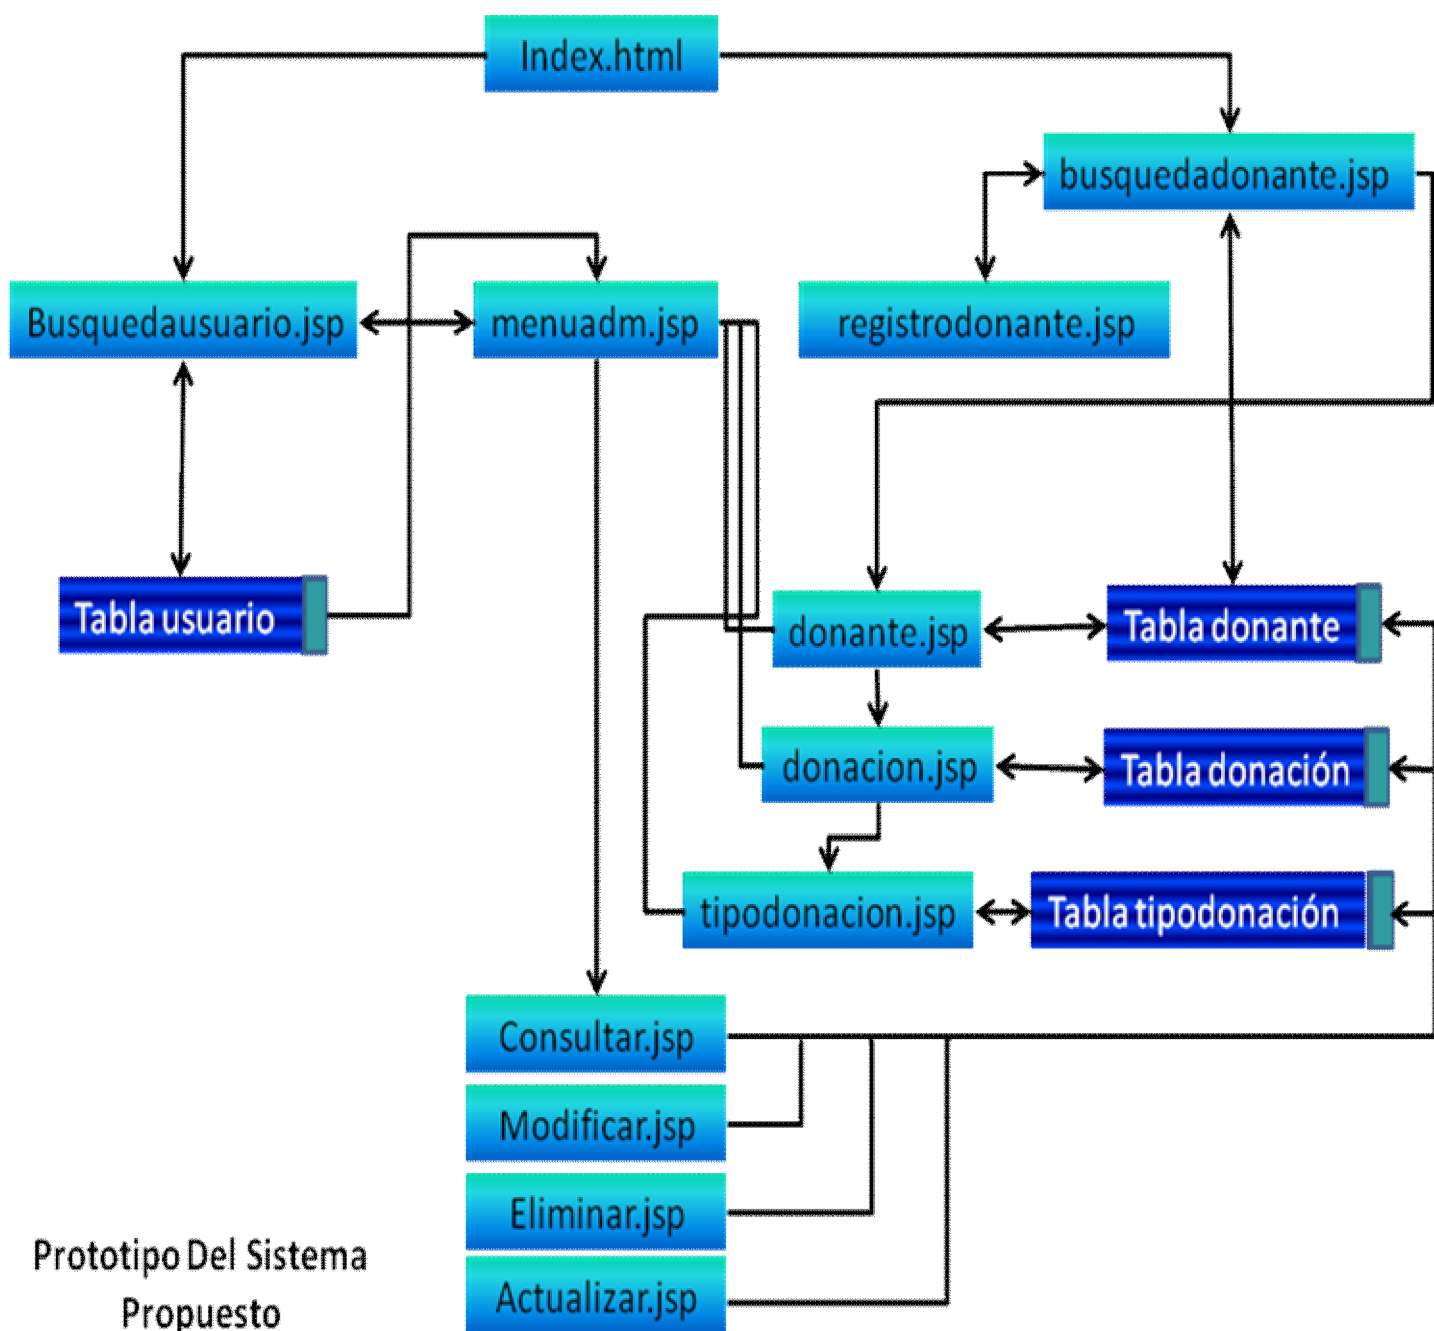 Index.html
busquedadonante.jsp
Busquedausuario.jsp
menuadm.jsp
registrodonante.jsp
Tabla usuario
donante.jsp
Tabla donante
donacion.jsp
Tabla donación
tipodonacion.jsp
Tabla tipodonación
Consultar.jsp
Modificar.jsp
Eliminar.jsp
Actualizar.jsp
Prototipo Del Sistema
Propuesto